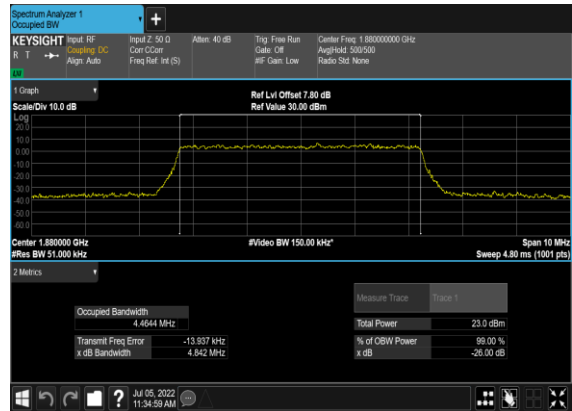 Spectrum Analyzer 1
Occupied BW
+
KEYSIGHT Input: RF Input Z: 50 Ω Atten: 40 dB Trig: Free Run Center Freq: 1.880000000 GHz
R T Coupling: DC Corr CCorr Gate: Off Avg|Hold: 500/500
Align: Auto Freq Ref: Int (S) #IF Gain: Low Radio Std: None
LW
1 Graph Ref Lvl Offset 7.80 dB
Scale/Div 10.0 dB Ref Value 30.00 dBm
Log
20.0
10.0
0.00
-10.0
-20.0
-30.0
-40.0
-50.0
-60.0
Center 1.880000 GHz #Video BW 150.00 kHz* Span 10 MHz
#Res BW 51.000 kHz Sweep 4.80 ms (1001 pts)
2 Metrics
Measure Trace Trace 1
Occupied Bandwidth
4.4644 MHz Total Power 23.0 dBm
Transmit Freq Error -13.937 kHz % of OBW Power 99.00 %
x dB Bandwidth 4.842 MHz x dB -26.00 dB
? Jul 05, 2022
11:34:59 AM